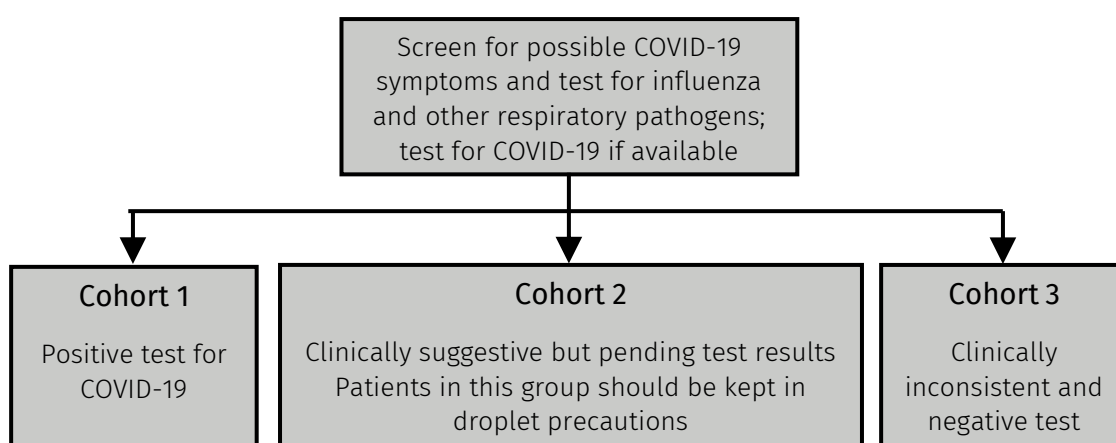 Screen for possible COVID-19
symptoms and test for influenza
and other respiratory pathogens;
test for COVID-19 if available
Cohort 1
Positive test for
COVID-19
Cohort 2
Clinically suggestive but pending test results
Patients in this group should be kept in
droplet precautions
Cohort 3
Clinically
inconsistent and
negative test